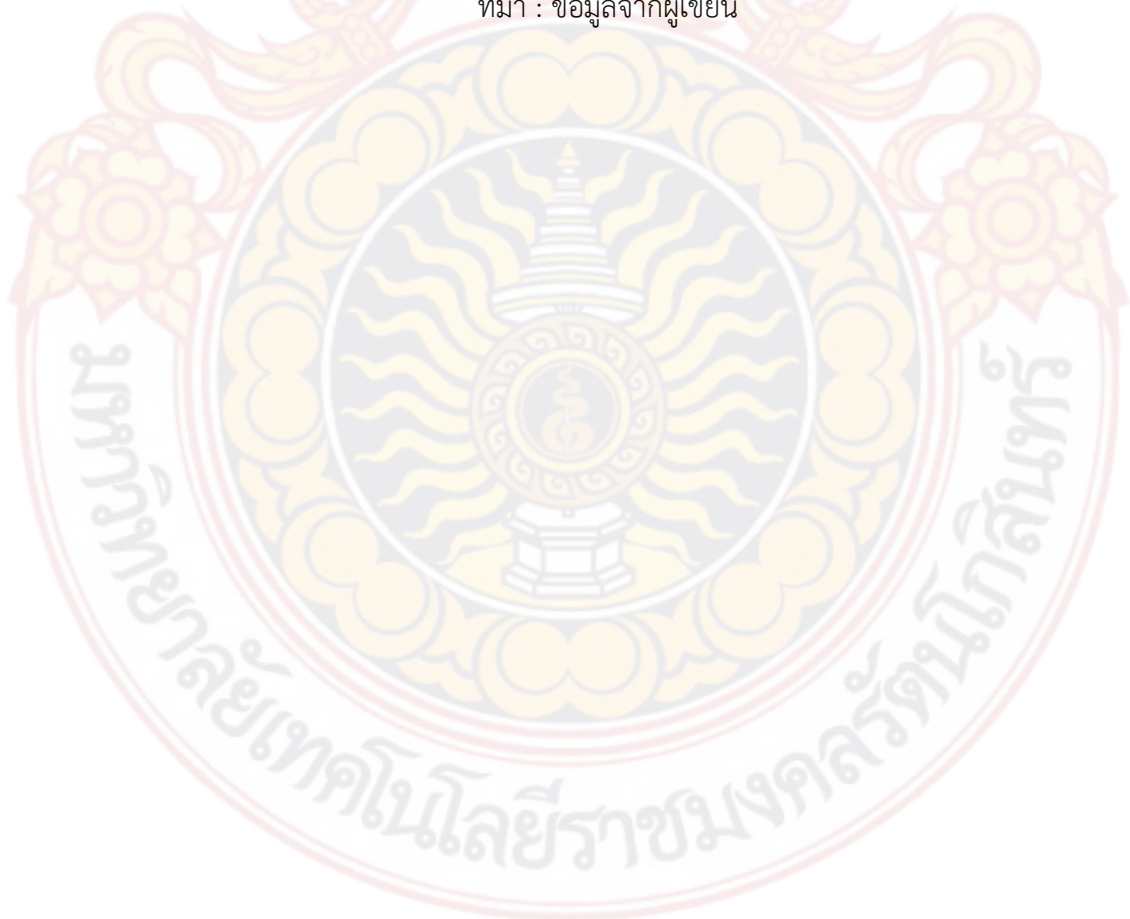 ที่มา : ข้อมูลจากผู้เขียน
มหาวิทยาลัยเทคโนโลยีราชมงคลรัตนโกสินทร์